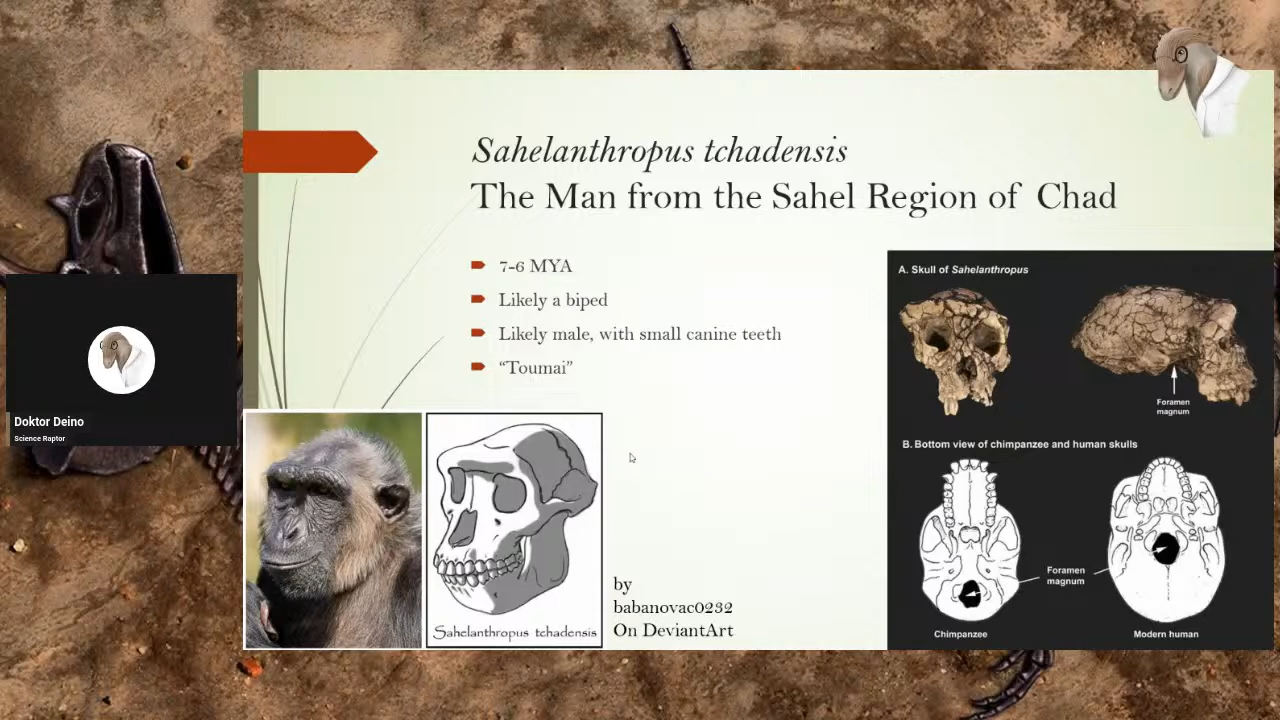 Sahelanthropus tchadensis
The Man from the Sahel Region of Chad
7-6 MYA
Likely a biped
Likely male, with small canine teeth
“Toumai”
Doktor Deino
Science Raptor
Sahelanthropus tchadensis
by
babanovac0232
On DeviantArt
A. Skull of Sahelanthropus
Foramen
magnum
B. Bottom view of chimpanzee and human skulls
Foramen
magnum
Chimpanzee
Modern human